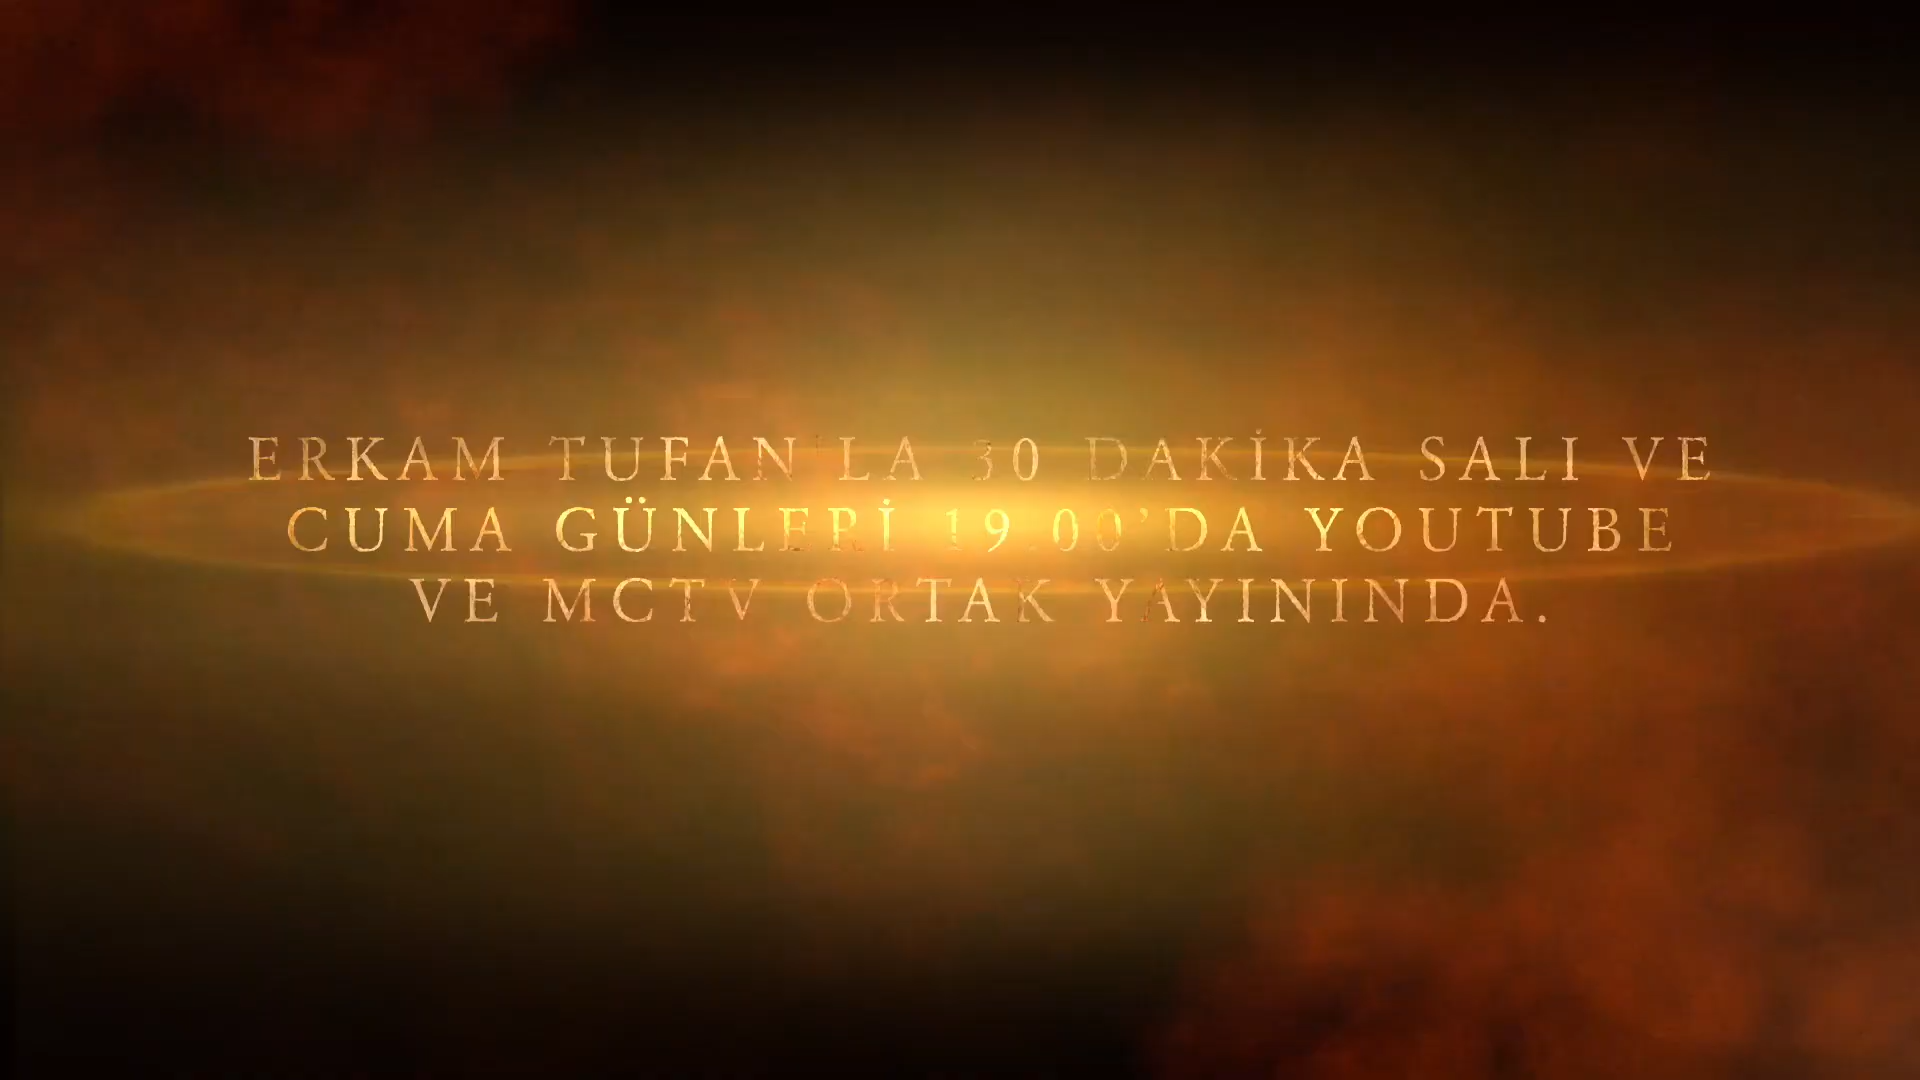 ERKAM TUFAN'LA 30 DAKİKA SALI VE
CUMA GÜNLERİ 19.00’DA YOUTUBE
VE MCTV ORTAK YAYININDA.